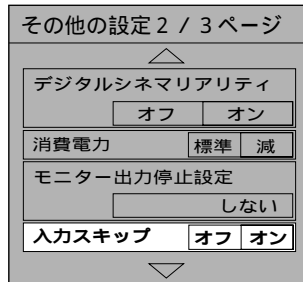 その他の設定2 / 3ページ
デジタルシネマリアリティ
オフ オン
消費電力 標準 減
モニター出力停止設定
しない
入力スキップ オフ オン